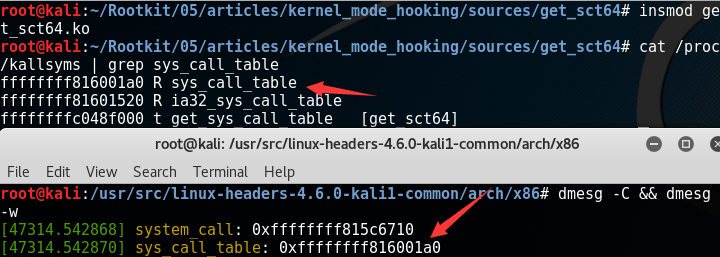 root@kali:~/Rootkit/05/articles/kernel_mode_hooking/sources/get_sct64# insmod ge
t_sct64.ko
root@kali:~/Rootkit/05/articles/kernel_mode_hooking/sources/get_sct64# cat /proc
/kallsyms | grep sys_call_table
ffffffff816001a0 R sys_call_table
ffffffff81601520 R ia32_sys_call_table
ffffffffc048f000 t get_sys_call_table   [get_sct64]
root@kali: /usr/src/linux-headers-4.6.0-kali1-common/arch/x86
File Edit View Search Terminal Help
root@kali:/usr/src/linux-headers-4.6.0-kali1-common/arch/x86# dmesg -C && dmesg
-w
[47314.542868] system_call: 0xffffffff815c6710
[47314.542870] sys_call_table: 0xffffffff816001a0